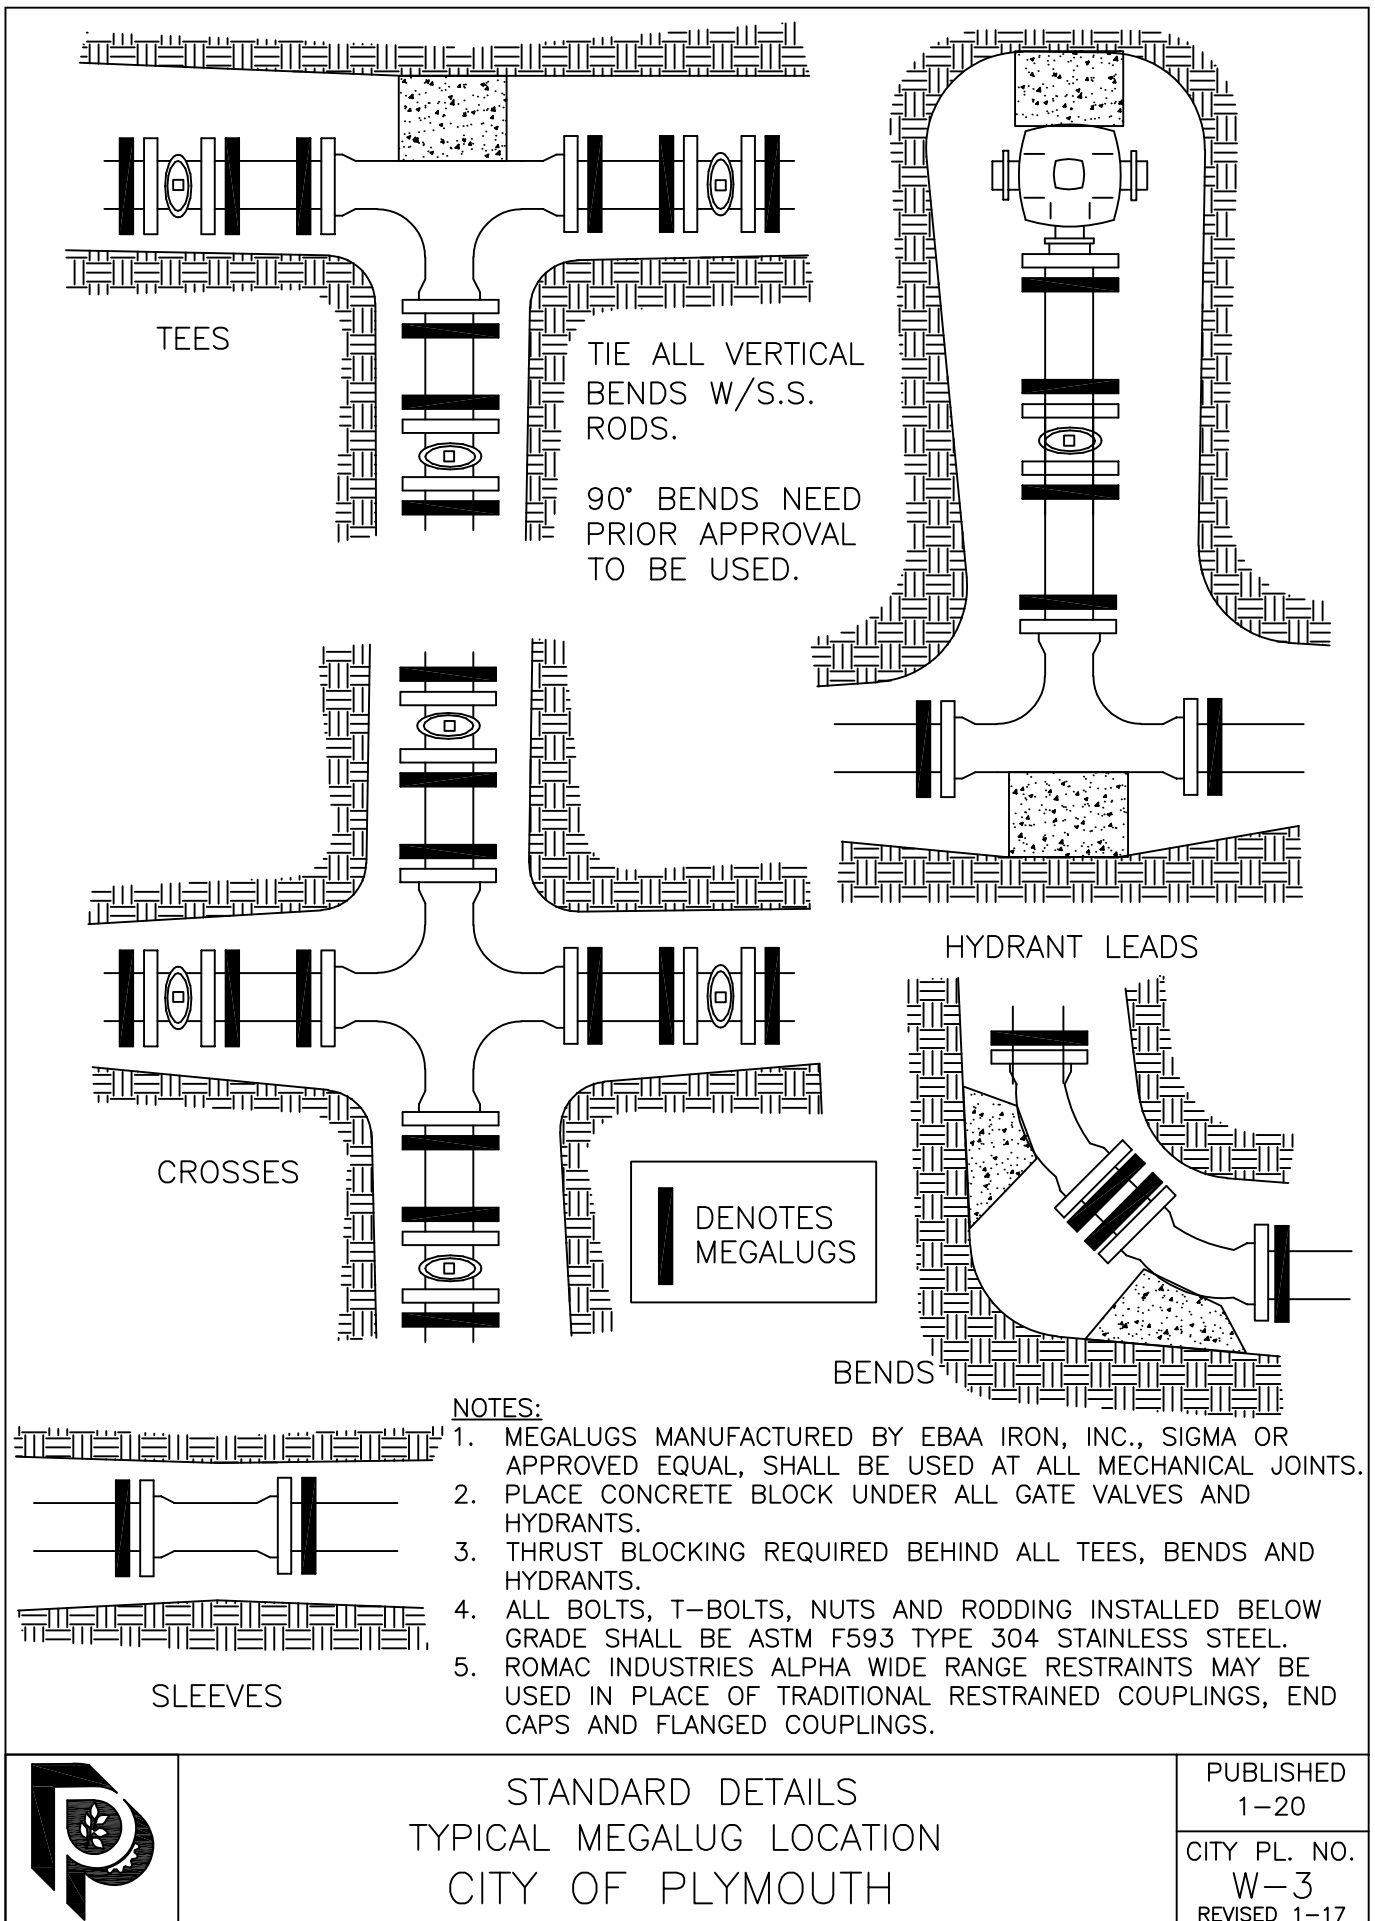 TEES
TIE ALL VERTICAL
BENDS W/S.S.
RODS.
90° BENDS NEED
PRIOR APPROVAL
TO BE USED.
HYDRANT LEADS
CROSSES
DENOTES
MEGALUGS
BENDS
SLEEVES
NOTES:
1. MEGALUGS MANUFACTURED BY EBAA IRON, INC., SIGMA OR
APPROVED EQUAL, SHALL BE USED AT ALL MECHANICAL JOINTS.
2. PLACE CONCRETE BLOCK UNDER ALL GATE VALVES AND
HYDRANTS.
3. THRUST BLOCKING REQUIRED BEHIND ALL TEES, BENDS AND
HYDRANTS.
4. ALL BOLTS, T-BOLTS, NUTS AND RODDING INSTALLED BELOW
GRADE SHALL BE ASTM F593 TYPE 304 STAINLESS STEEL.
5. ROMAC INDUSTRIES ALPHA WIDE RANGE RESTRAINTS MAY BE
USED IN PLACE OF TRADITIONAL RESTRAINED COUPLINGS, END
CAPS AND FLANGED COUPLINGS.
STANDARD DETAILS
TYPICAL MEGALUG LOCATION
CITY OF PLYMOUTH
PUBLISHED
1-20
CITY PL. NO.
W-3
REVISED 1-17